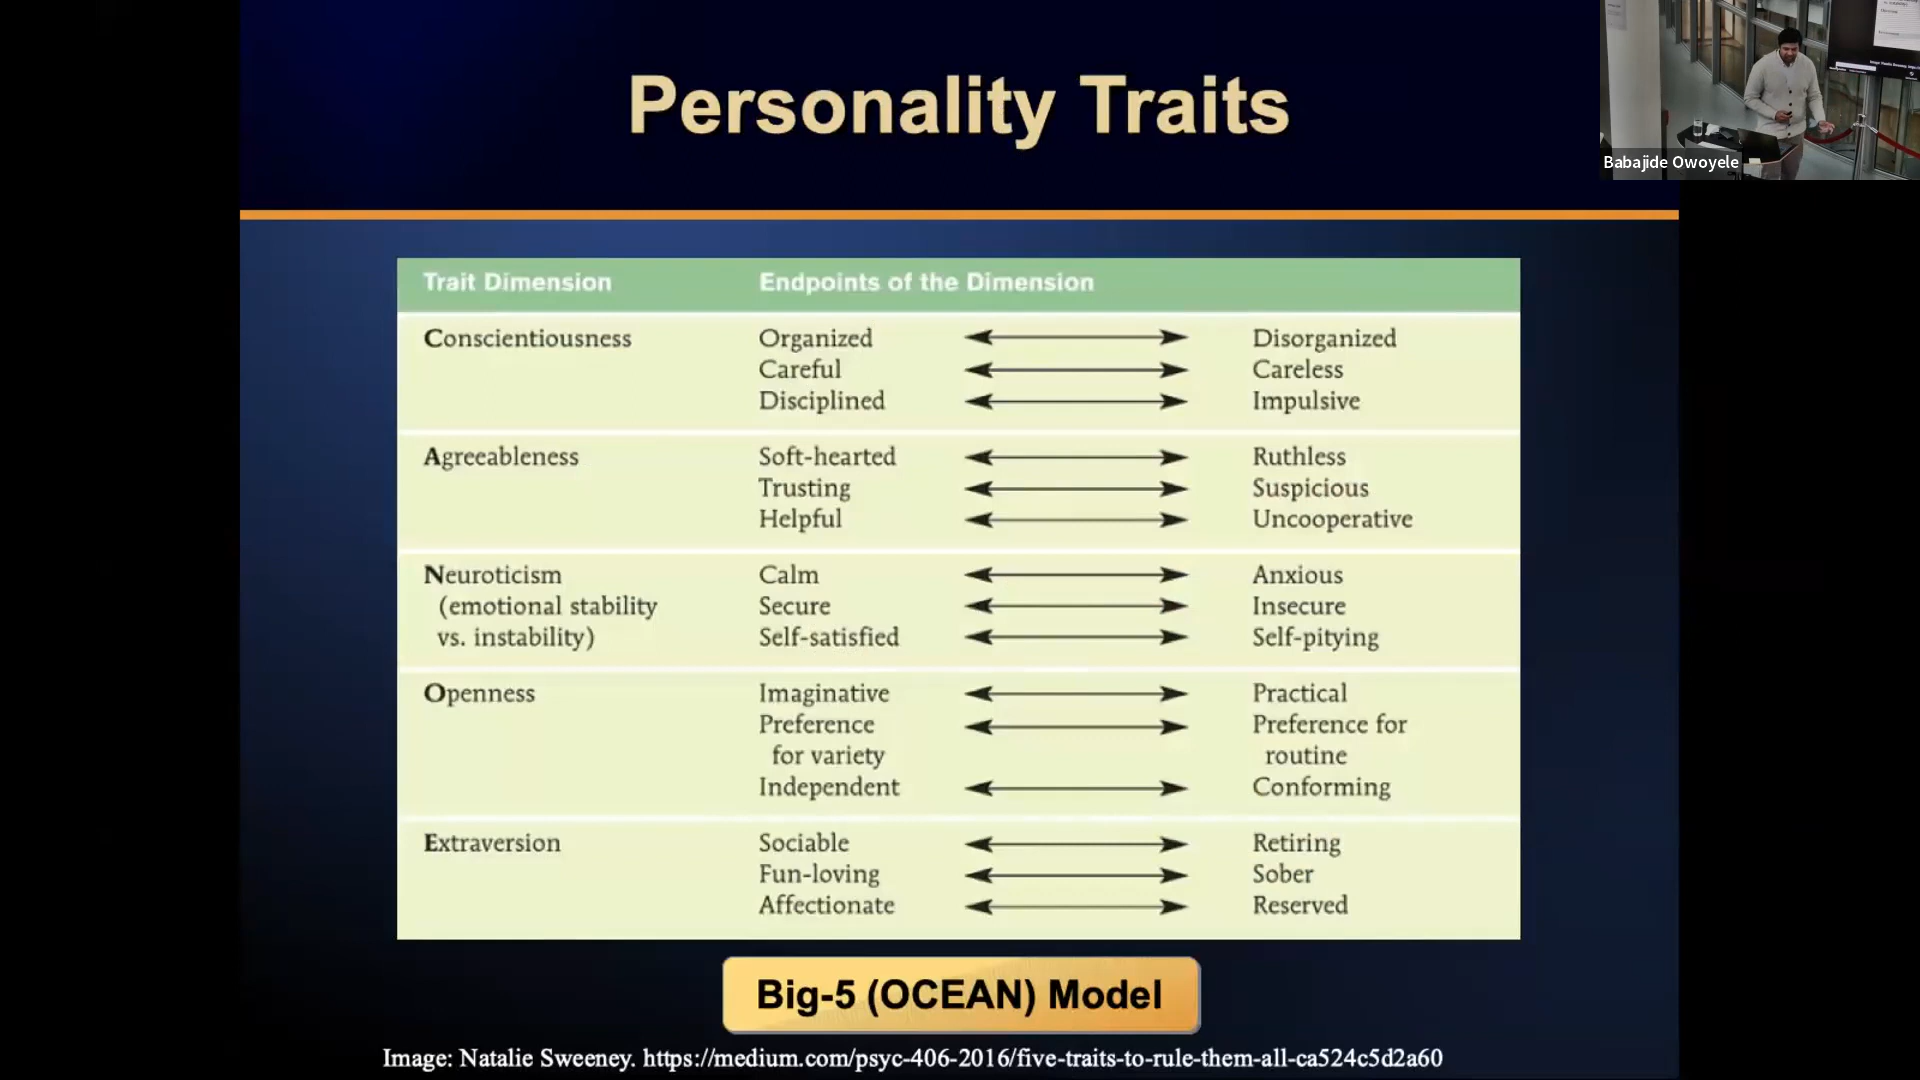 Personality Traits
Babajide Owoyele
Trait Dimension Endpoints of the Dimension
Conscientiousness Organized Disorganized
Careful Careless
Disciplined Impulsive
Agreeableness Soft-hearted Ruthless
Trusting Suspicious
Helpful Uncooperative
Neuroticism Calm Anxious
(emotional stability Secure Insecure
vs. instability) Self-satisfied Self-pitying
Openness Imaginative Practical
Preference Preference for
for variety routine
Independent Conforming
Extraversion Sociable Retiring
Fun-loving Sober
Affectionate Reserved
Big-5 (OCEAN) Model
Image: Natalie Sweeney. https://medium.com/psyc-406-2016/five-traits-to-rule-them-all-ca524c5d2a60